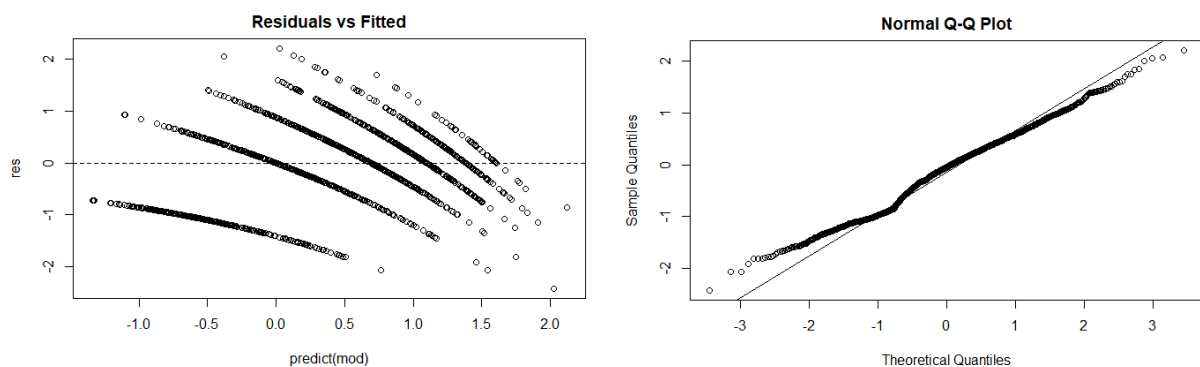 Residuals vs Fitted
2
1
0
-1
-2
res
-1.0 -0.5 0.0 0.5 1.0 1.5 2.0
predict(mod)
Normal Q-Q Plot
2
1
0
-1
-2
Sample Quantiles
-3 -2 -1 0 1 2 3
Theoretical Quantiles